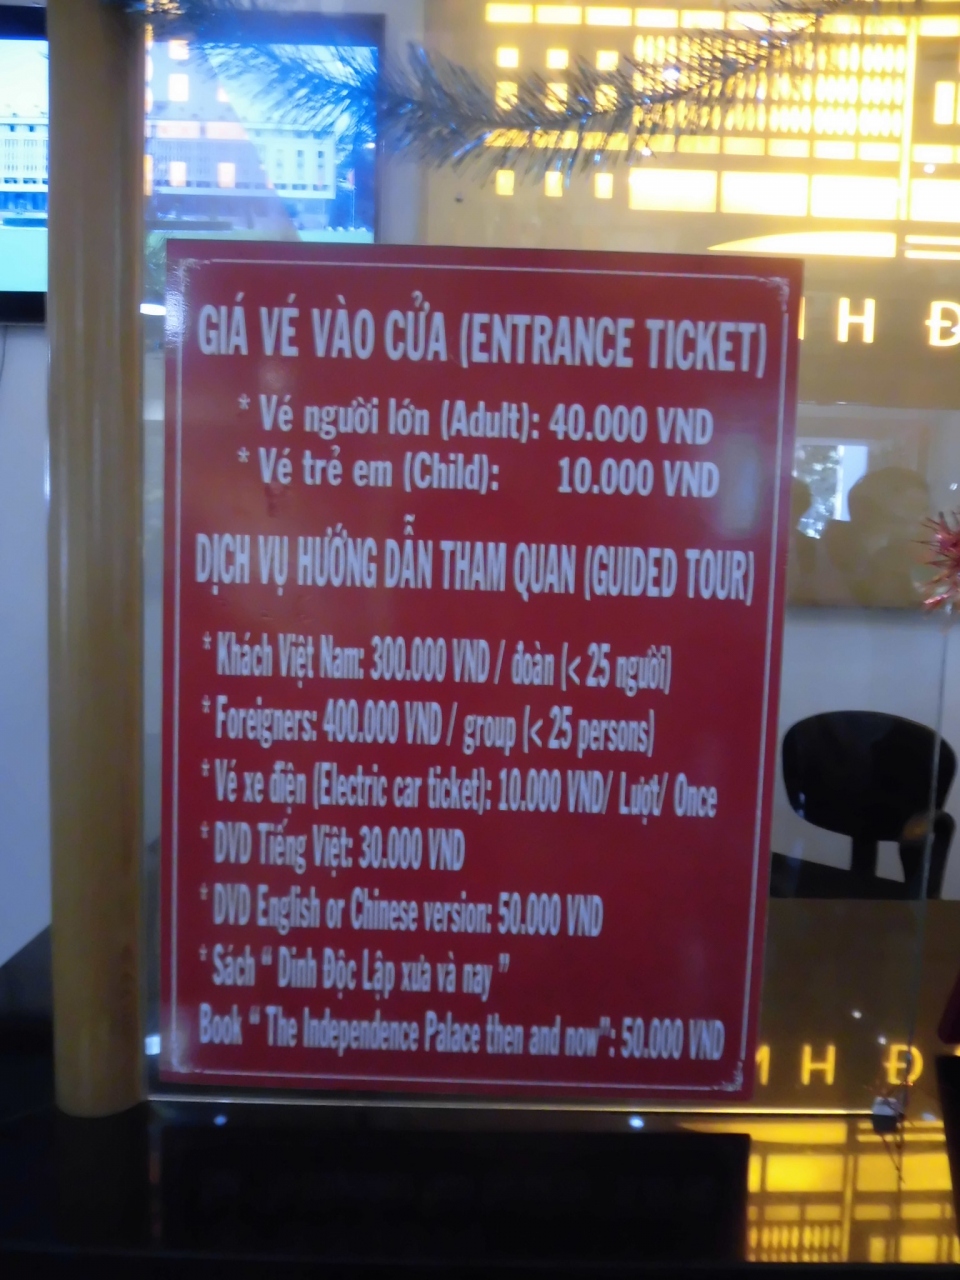 GIÁ VÉ VÀO CỬA (ENTRANCE TICKET)
* Vé người lớn (Adult): 40.000 VND
* Vé trẻ em (Child): 10.000 VND
DỊCH VỤ HƯỚNG DẪN THAM QUAN (GUIDED TOUR)
* Khách Việt Nam: 300.000 VND / đoàn (< 25 người)
* Foreigners: 400.000 VND / group (< 25 persons)
* Vé xe điện (Electric car ticket): 10.000 VND/ Lượt/ Once
* DVD Tiếng Việt: 30.000 VND
* DVD English or Chinese version: 50.000 VND
* Sách “ Dinh Độc Lập xưa và nay ”
Book “ The Independence Palace then and now”: 50.000 VND